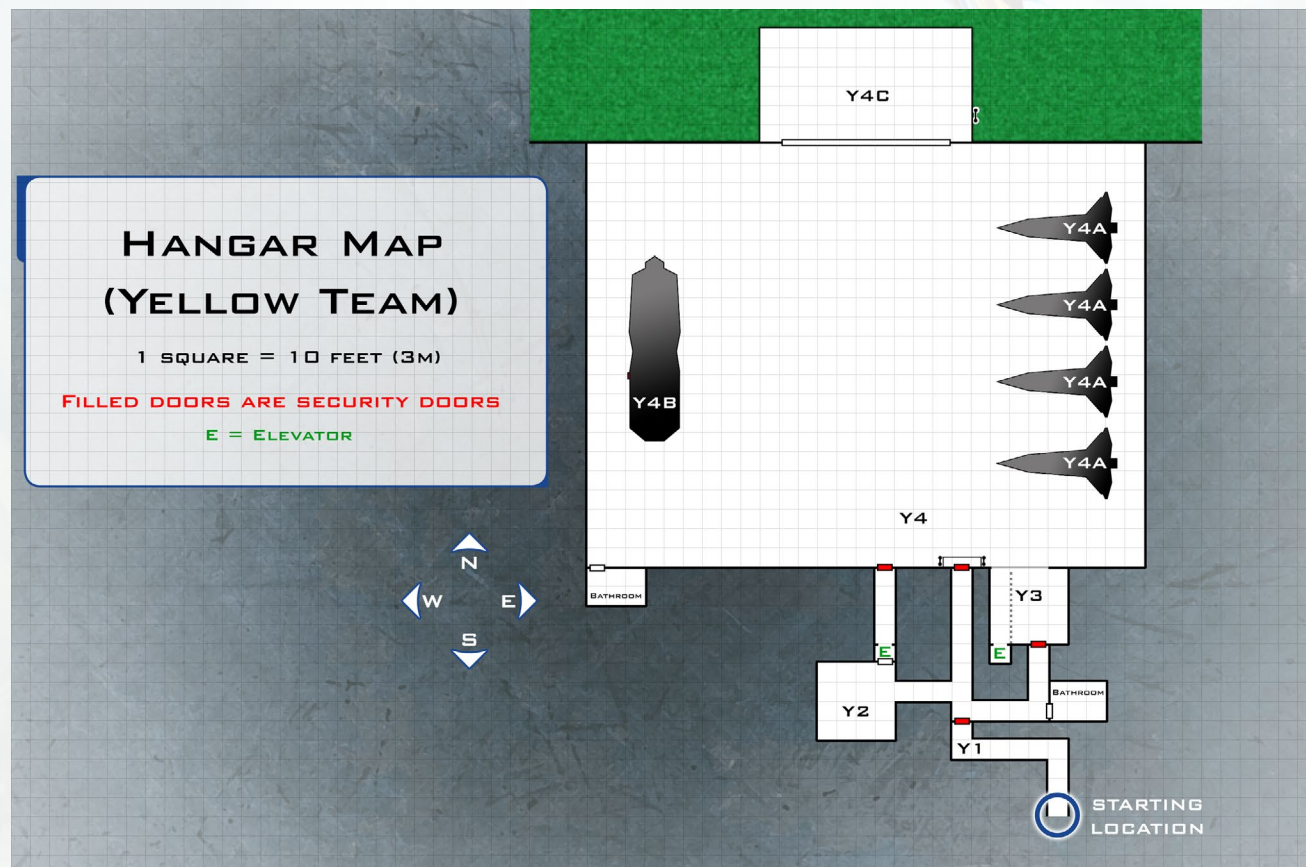 Y4C
HANGAR MAP
(YELLOW TEAM)
1 SQUARE = 10 FEET (3M)
FILLED DOORS ARE SECURITY DOORS
E = ELEVATOR
Y4A
Y4A
Y4A
Y4B
Y4A
Y4
N
W
E
S
BATHROOM
Y3
E
E
BATHROOM
Y2
Y1
STARTING
LOCATION